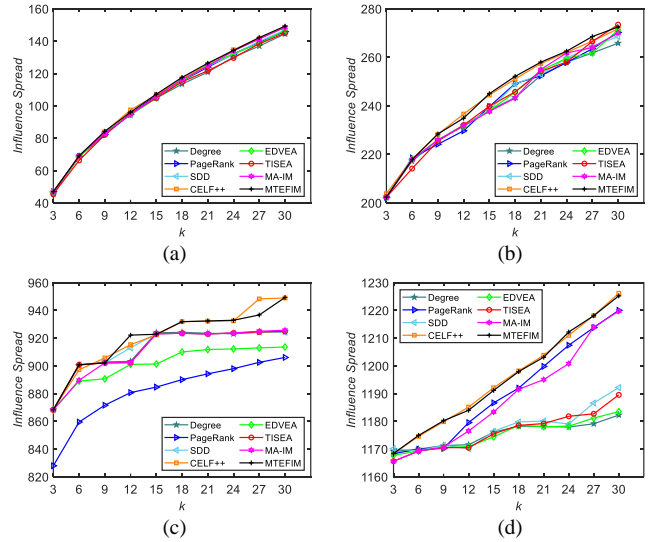 160
140
120
100
80
60
40
Influence Spread
3 6 9 12 15 18 21 24 27 30
k
Degree EDVEA
PageRank TISEA
SDD MA-IM
CELF++ MTEFIM
(a)
280
260
240
220
200
Influence Spread
3 6 9 12 15 18 21 24 27 30
k
Degree EDVEA
PageRank TISEA
SDD MA-IM
CELF++ MTEFIM
(b)
960
940
920
900
880
860
840
820
Influence Spread
3 6 9 12 15 18 21 24 27 30
k
Degree EDVEA
PageRank TISEA
SDD MA-IM
CELF++ MTEFIM
(c)
1230
1220
1210
1200
1190
1180
1170
1160
Influence Spread
3 6 9 12 15 18 21 24 27 30
k
Degree EDVEA
PageRank TISEA
SDD MA-IM
CELF++ MTEFIM
(d)